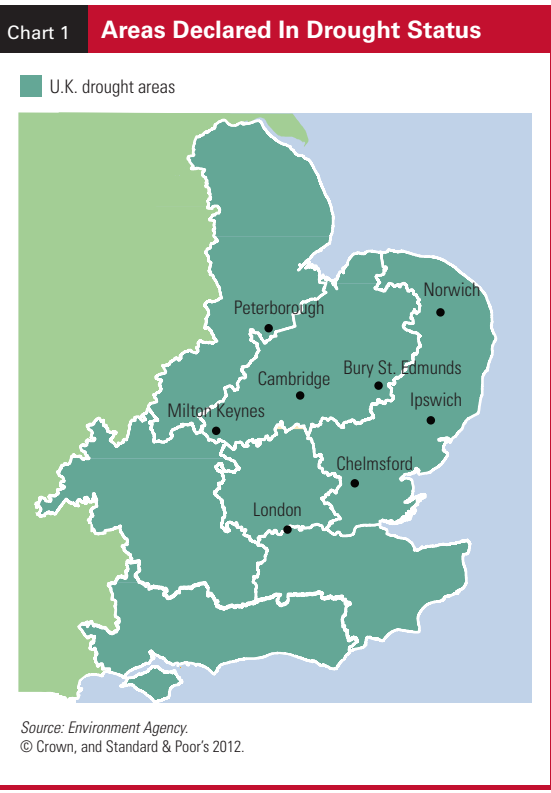 Chart 1
Areas Declared In Drought Status
U.K. drought areas
Norwich
Peterborough
Bury St. Edmunds
Cambridge
Ipswich
Milton Keynes
Chelmsford
London
Source: Environment Agency.
© Crown, and Standard & Poor's 2012.